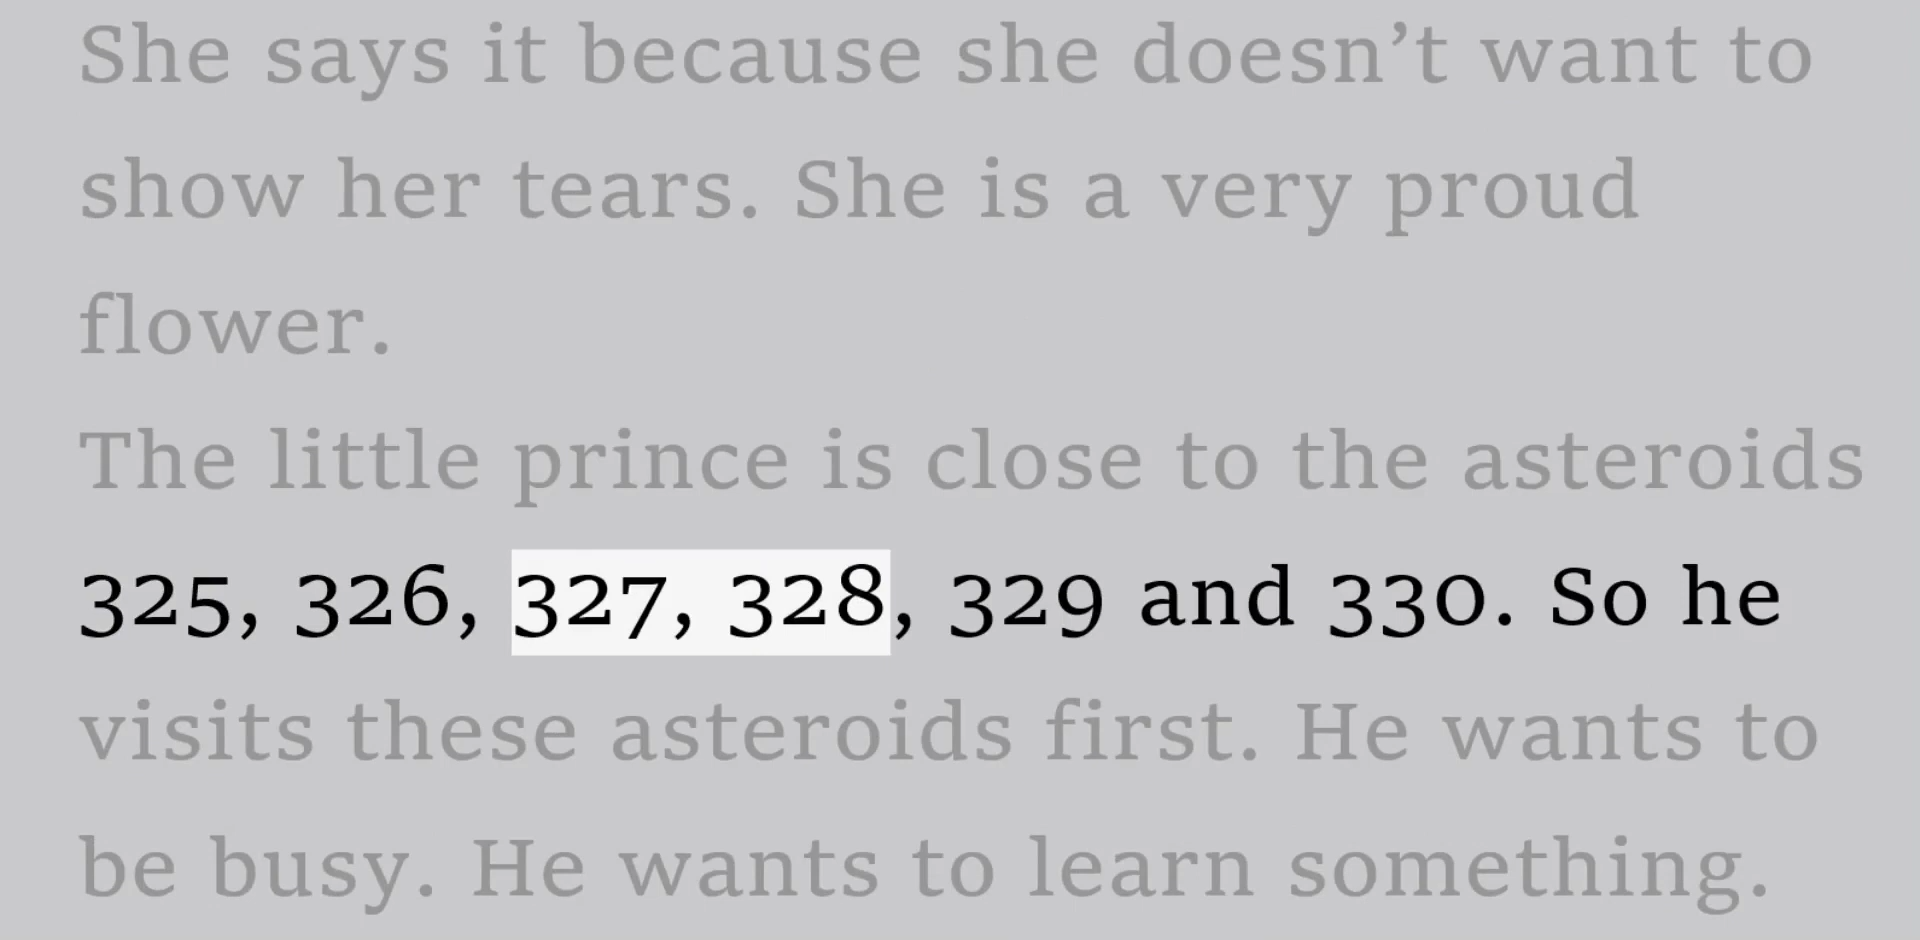 She says it because she doesn’t want to
show her tears. She is a very proud
flower.
The little prince is close to the asteroids
325, 326, 327, 328, 329 and 330. So he
visits these asteroids first. He wants to
be busy. He wants to learn something.